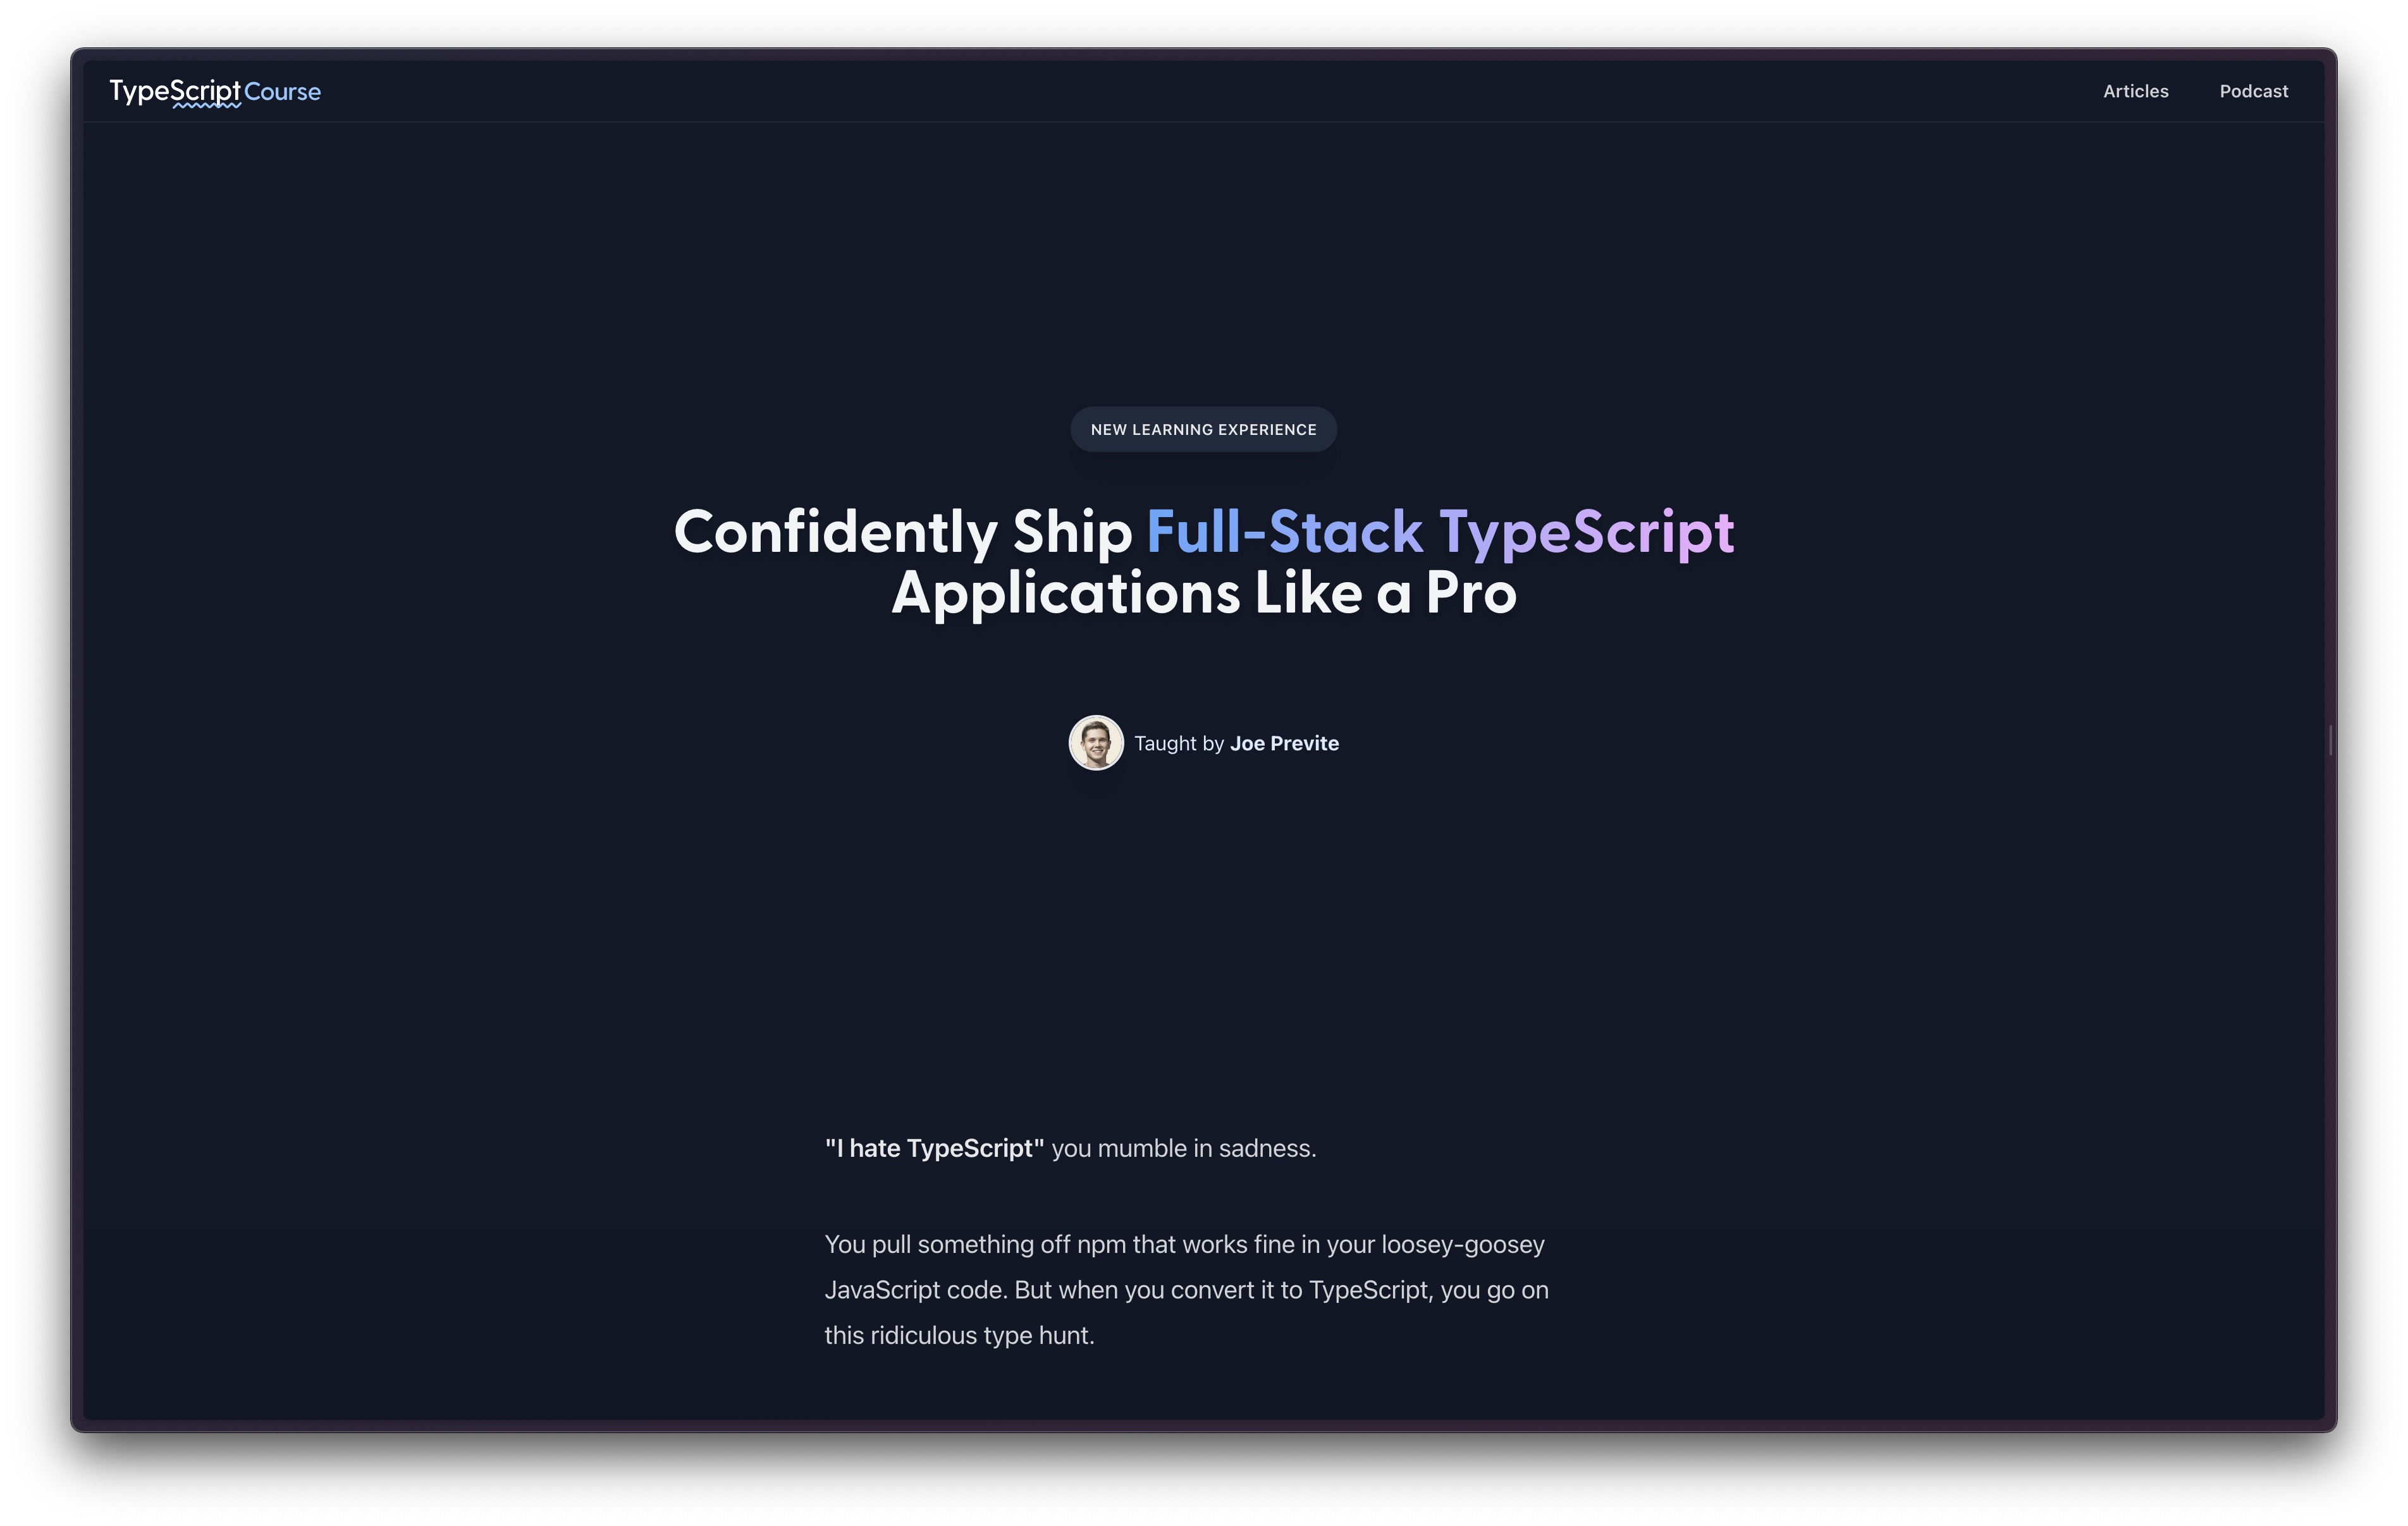 TypeScript Course
Articles
Podcast
NEW LEARNING EXPERIENCE
Confidently Ship Full-Stack TypeScript
Applications Like a Pro
Taught by Joe Previte
"I hate TypeScript" you mumble in sadness.
You pull something off npm that works fine in your loosey-goosey
JavaScript code. But when you convert it to TypeScript, you go on
this ridiculous type hunt.